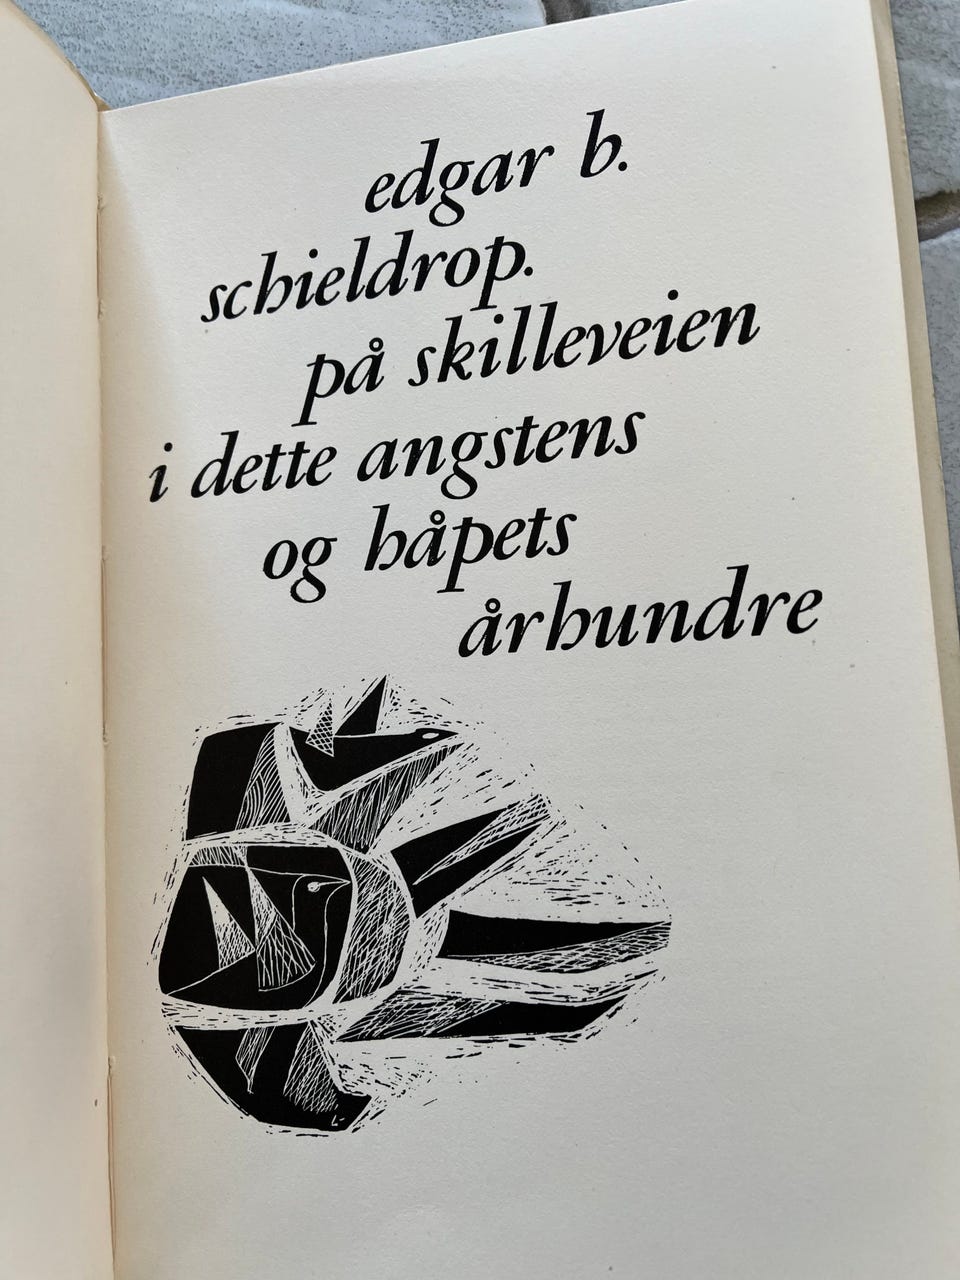 edgar b.
schieldrop.
på skilleveien
i dette angstens
og håpets
århundre